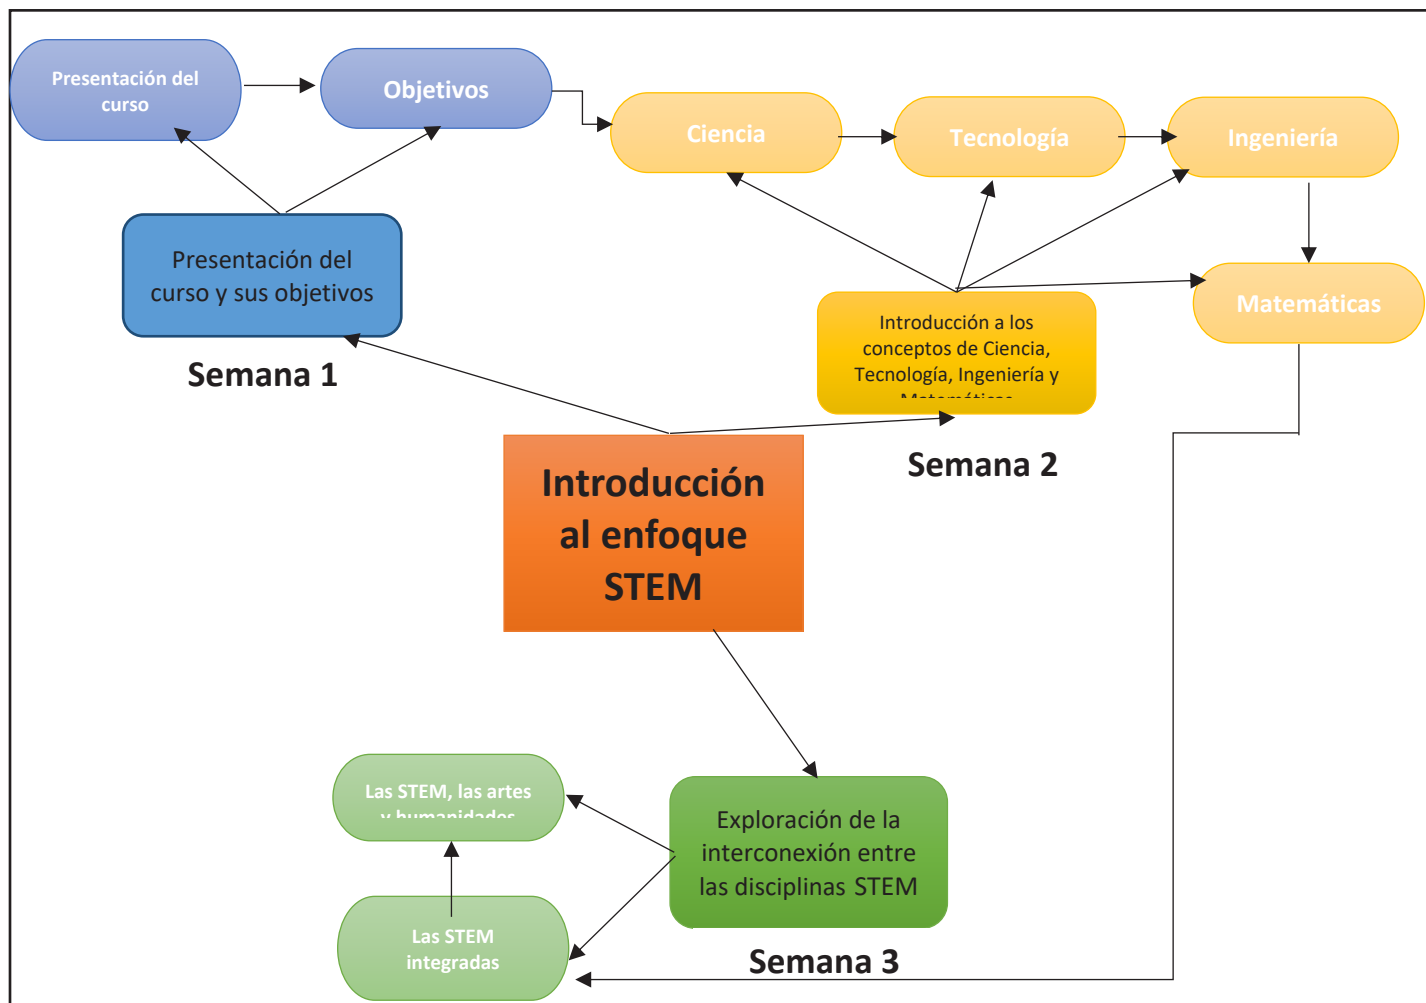 Presentación del
curso
Objetivos
Ciencia
Tecnología
Ingeniería
Presentación del
curso y sus objetivos
Semana 1
Matemáticas
Introducción a los
conceptos de Ciencia,
Tecnología, Ingeniería y
Matemáticas
Semana 2
Introducción
al enfoque
STEM
Las STEM, las artes
y humanidades
Exploración de la
interconexión entre
las disciplinas STEM
Las STEM
integradas
Semana 3